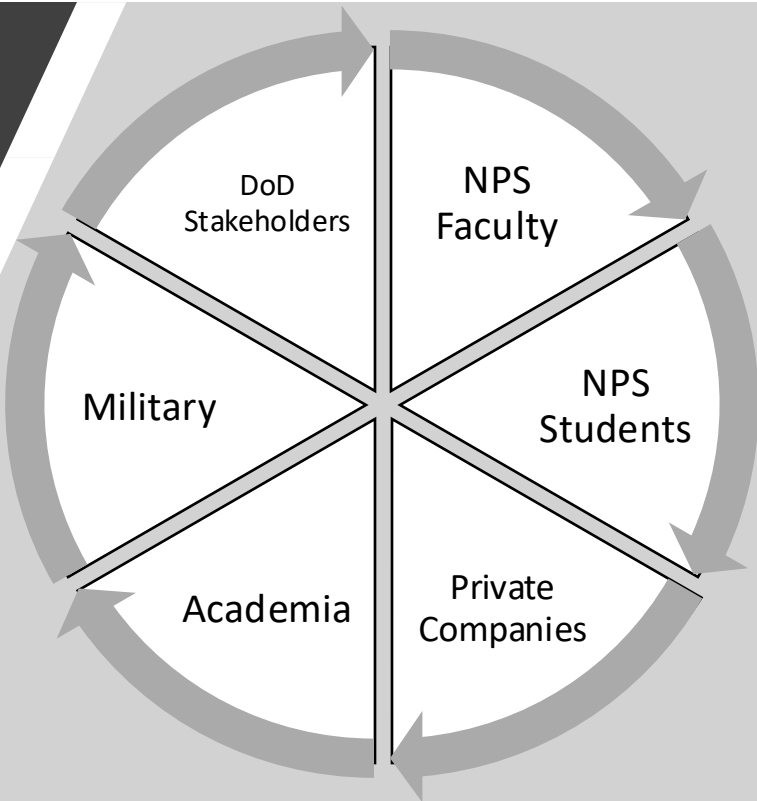 DoD
Stakeholders
NPS
Faculty
NPS
Students
Private
Companies
Academia
Military